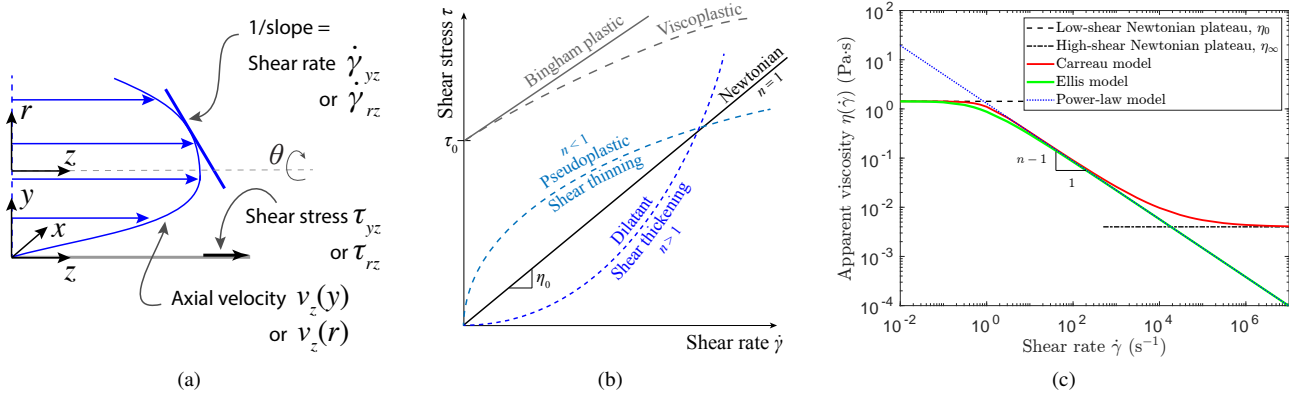 1/slope =
Shear rate γ̇yz
or γ̇rz
r
z
θ
y
x
z
Shear stress τyz
or τrz
Axial velocity vz(y)
or vz(r)
(a)
Shear stress τ
τ0
Bingham plastic
Viscoplastic
Newtonian
n = 1
n < 1
Pseudoplastic
Shear thinning
Dilatant
Shear thickening
n > 1
η0
Shear rate γ̇
(b)
Apparent viscosity η(γ̇) (Pa·s)
10^2
10^1
10^0
10^-1
10^-2
10^-3
10^-4
Low-shear Newtonian plateau, η0
High-shear Newtonian plateau, η∞
Carreau model
Ellis model
Power-law model
n − 1
1
10^-2 10^0 10^2 10^4 10^6
Shear rate γ̇ (s^-1)
(c)